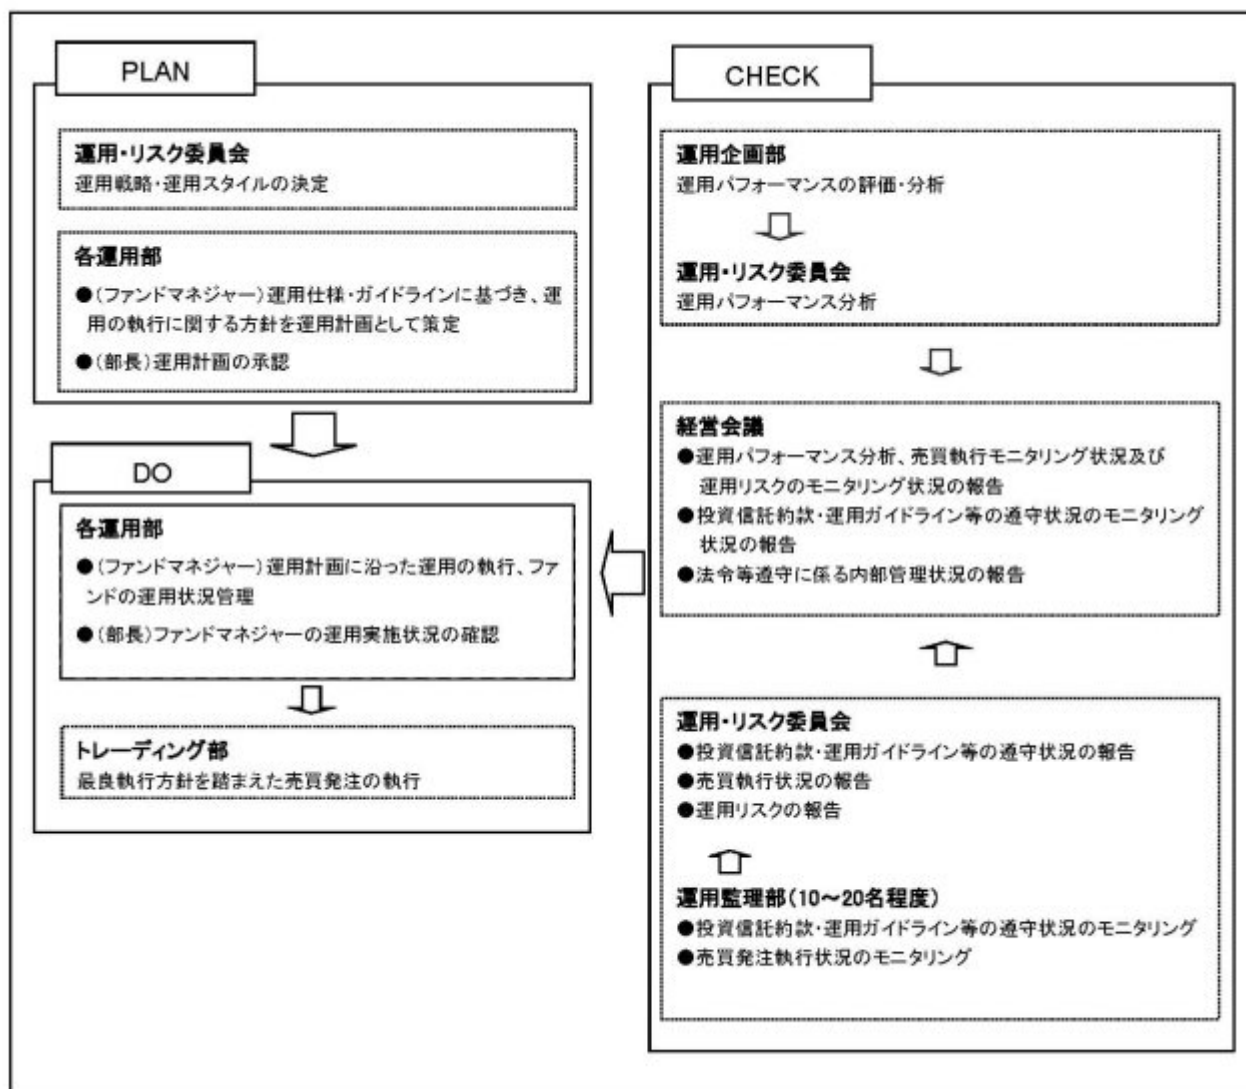 PLAN
運用・リスク委員会
運用戦略・運用スタイルの決定
各運用部
●(ファンドマネジャー)運用仕様・ガイドラインに基づき、運
用の執行に関する方針を運用計画として策定
●(部長)運用計画の承認
DO
各運用部
●(ファンドマネジャー)運用計画に沿った運用の執行、ファ
ンドの運用状況管理
●(部長)ファンドマネジャーの運用実施状況の確認
トレーディング部
最良執行方針を踏まえた売買発注の執行
CHECK
運用企画部
運用パフォーマンスの評価・分析
運用・リスク委員会
運用パフォーマンス分析
経営会議
●運用パフォーマンス分析、売買執行モニタリング状況及び
運用リスクのモニタリング状況の報告
●投資信託約款・運用ガイドライン等の遵守状況のモニタリング
状況の報告
●法令等遵守に係る内部管理状況の報告
運用・リスク委員会
●投資信託約款・運用ガイドライン等の遵守状況の報告
●売買執行状況の報告
●運用リスクの報告
運用監理部(10～20名程度)
●投資信託約款・運用ガイドライン等の遵守状況のモニタリング
●売買発注執行状況のモニタリング